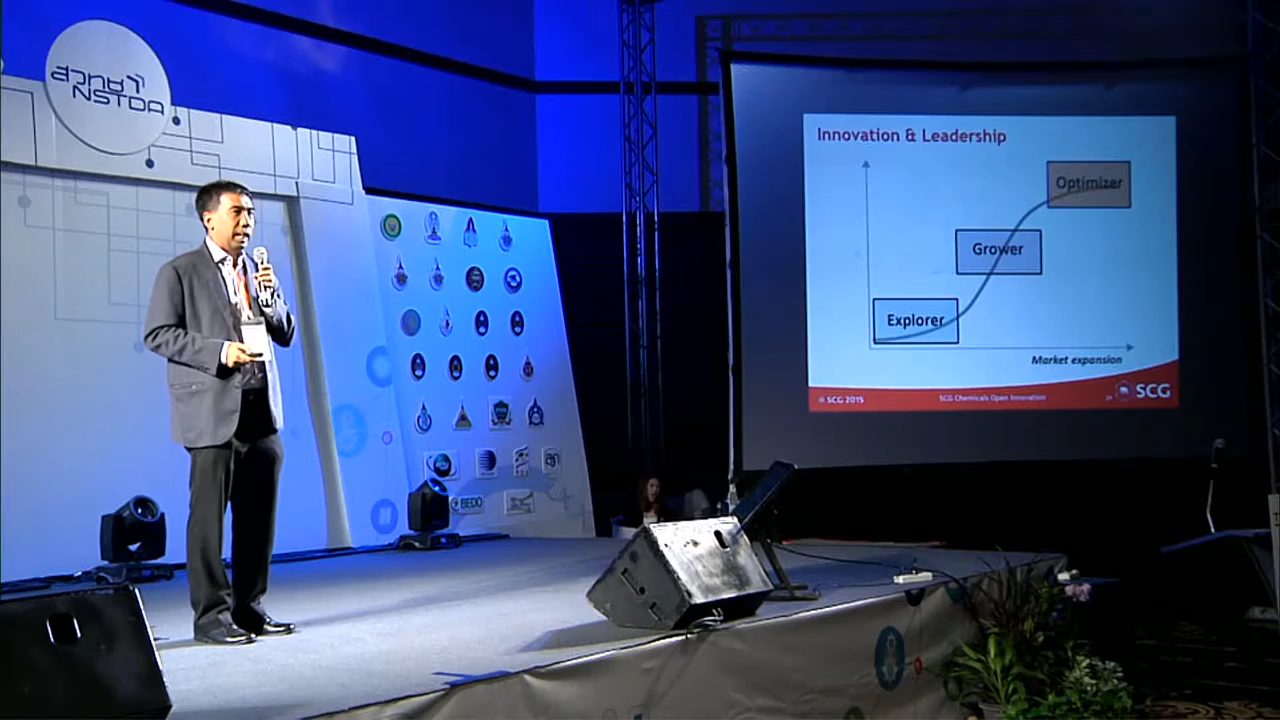 สวทช
NSTDA
Innovation & Leadership
Optimizer
Grower
Explorer
Market expansion
© SCG 2015
SCG Chemicals Open Innovation
SCG
BEDO